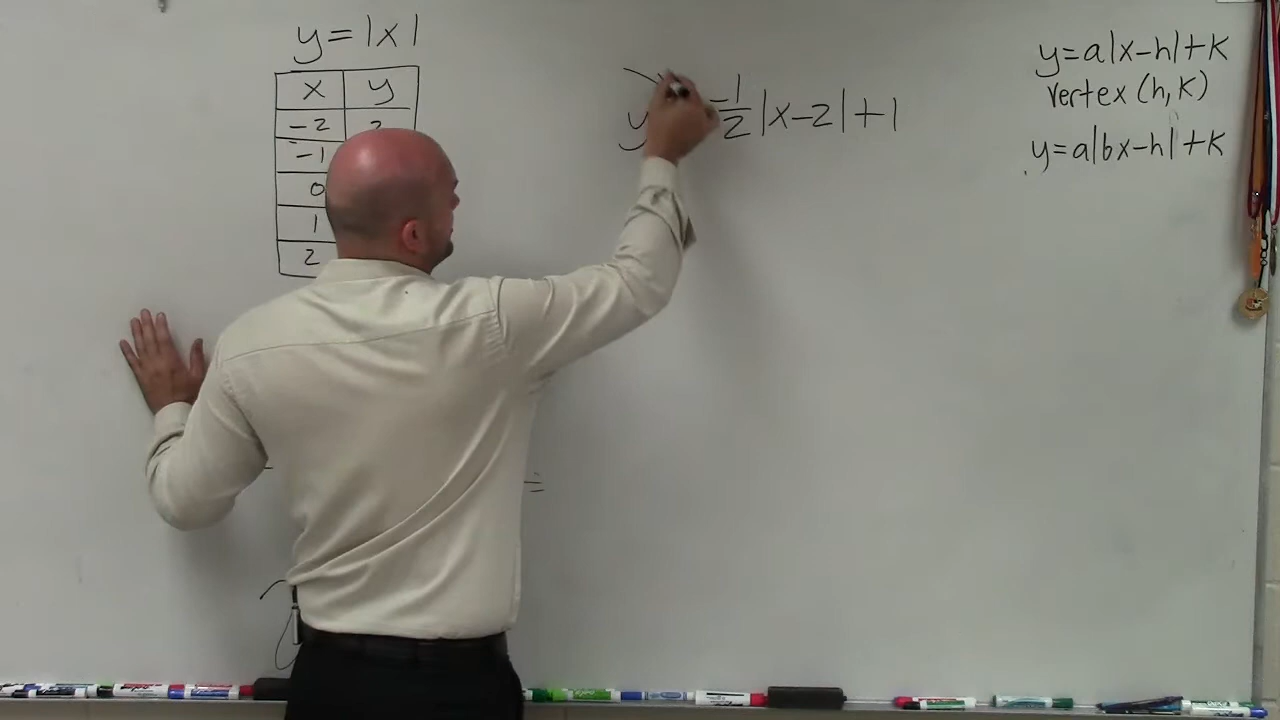 y=|x|
x y
-2 2
-1
0
1
2
y = -1/2 |x-2|+1
y=a|x-h|+k
vertex (h,k)
y=a|bx-h|+k